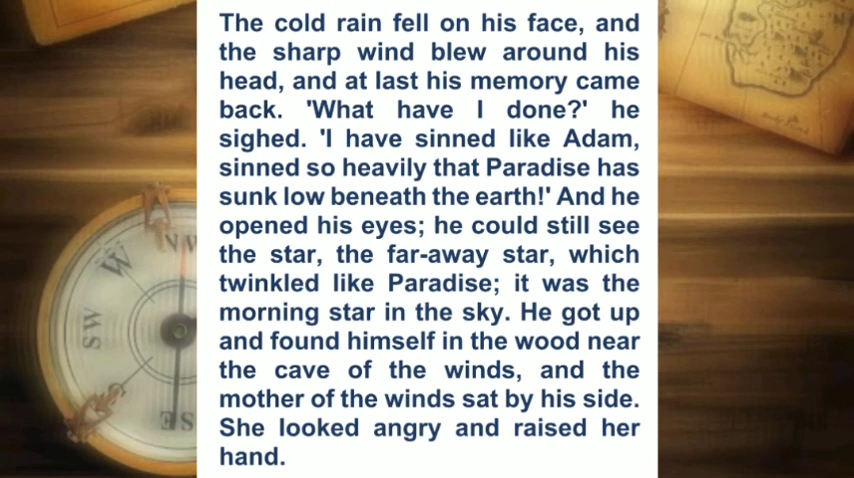 The cold rain fell on his face, and
the sharp wind blew around his
head, and at last his memory came
back. 'What have I done?' he
sighed. 'I have sinned like Adam,
sinned so heavily that Paradise has
sunk low beneath the earth!' And he
opened his eyes; he could still see
the star, the far-away star, which
twinkled like Paradise; it was the
morning star in the sky. He got up
and found himself in the wood near
the cave of the winds, and the
mother of the winds sat by his side.
She looked angry and raised her
hand.
NW
W
SW
S
SE